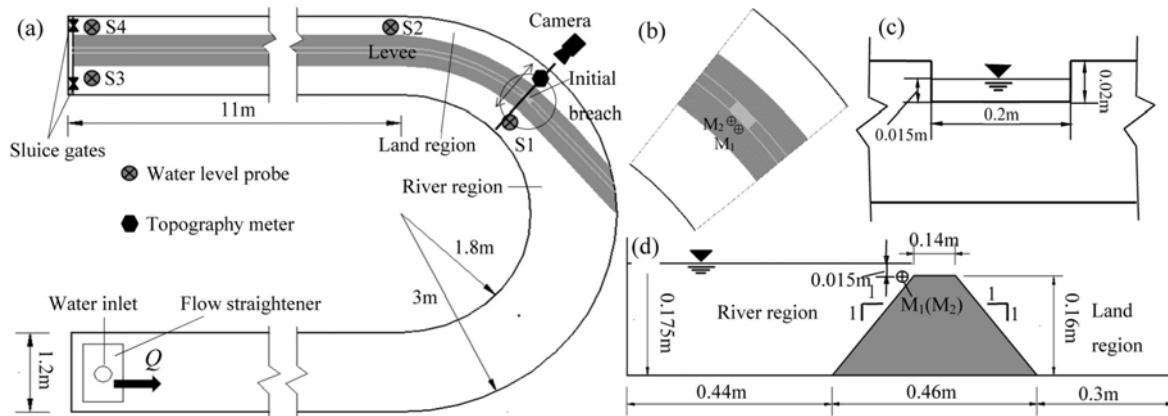 (a)
S4
S2
Camera
Levee
Initial
breach
S3
11m
S1
Sluice gates
Land region
Water level probe
River region
Topography meter
1.8m
3m
Water inlet
Flow straightener
Q
1.2m
(b)
M2
M1
(c)
0.02m
0.015m
0.2m
(d)
0.14m
0.015m
1
1
M1(M2)
1
1
0.175m
River region
0.16m
Land
region
0.44m
0.46m
0.3m